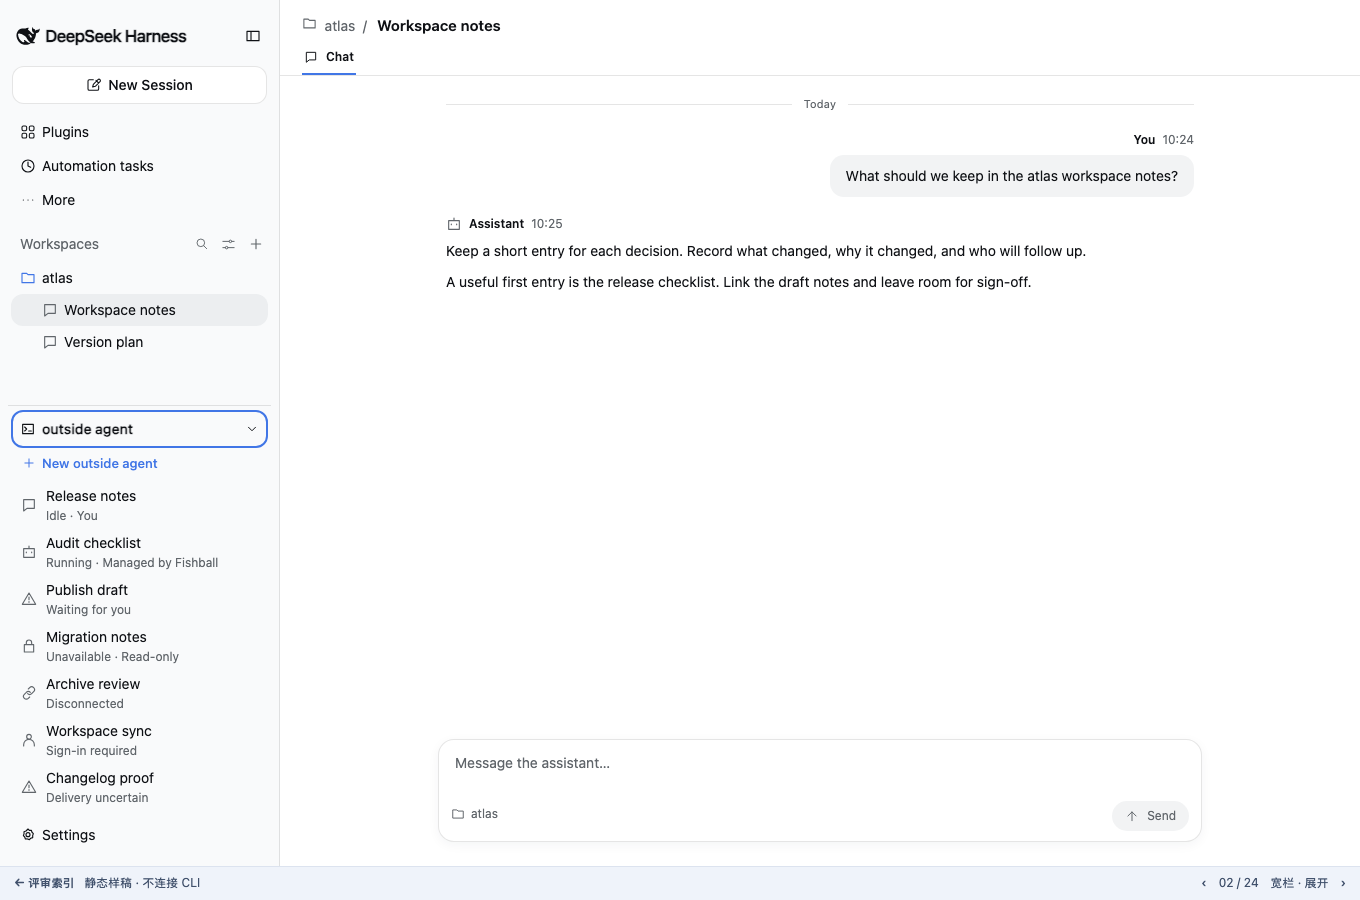 DeepSeek Harness
New Session
Plugins
Automation tasks
More
Workspaces
atlas
Workspace notes
Version plan
outside agent
New outside agent
Release notes
Idle · You
Audit checklist
Running · Managed by Fishball
Publish draft
Waiting for you
Migration notes
Unavailable · Read-only
Archive review
Disconnected
Workspace sync
Sign-in required
Changelog proof
Delivery uncertain
Settings
atlas / Workspace notes
Chat
Today
You 10:24
What should we keep in the atlas workspace notes?
Assistant 10:25
Keep a short entry for each decision. Record what changed, why it changed, and who will follow up.
A useful first entry is the release checklist. Link the draft notes and leave room for sign-off.
Message the assistant...
atlas
Send
← 评审索引 静态样稿 · 不连接 CLI
‹ 02 / 24 宽栏 · 展开 ›